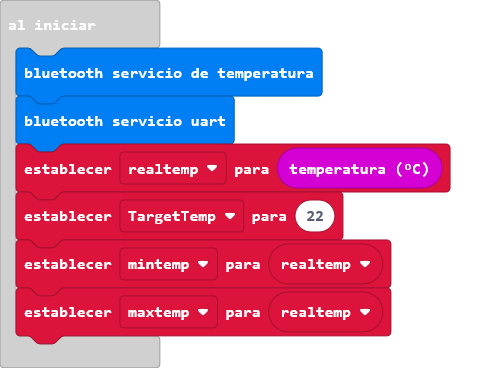 al iniciar
bluetooth servicio de temperatura
bluetooth servicio uart
establecer realtemp para temperatura (ºC)
establecer TargetTemp para 22
establecer mintemp para realtemp
establecer maxtemp para realtemp